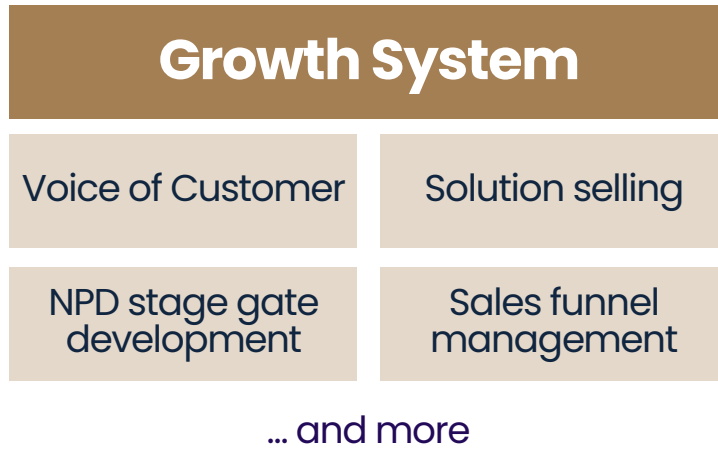 Growth System
Voice of Customer
Solution selling
NPD stage gate
development
Sales funnel
management
... and more